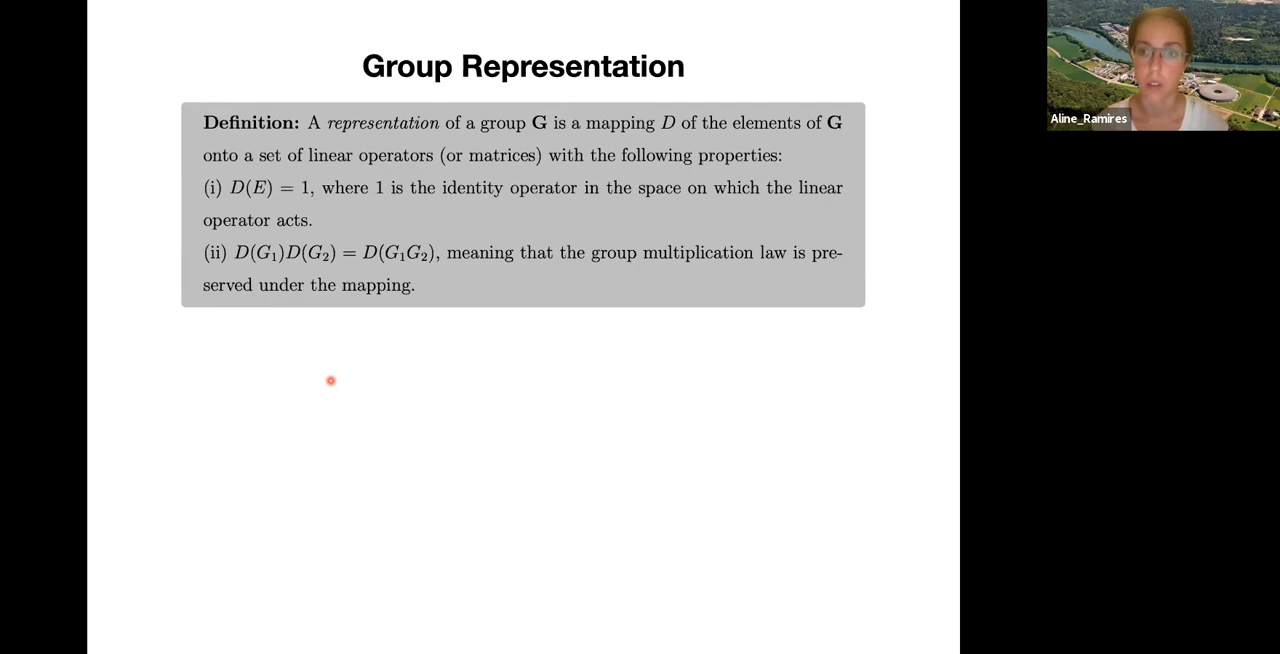 Group Representation
Definition: A representation of a group G is a mapping D of the elements of G
onto a set of linear operators (or matrices) with the following properties:
(i) D(E) = 1, where 1 is the identity operator in the space on which the linear
operator acts.
(ii) D(G₁)D(G₂) = D(G₁G₂), meaning that the group multiplication law is pre-
served under the mapping.
Aline_Ramires